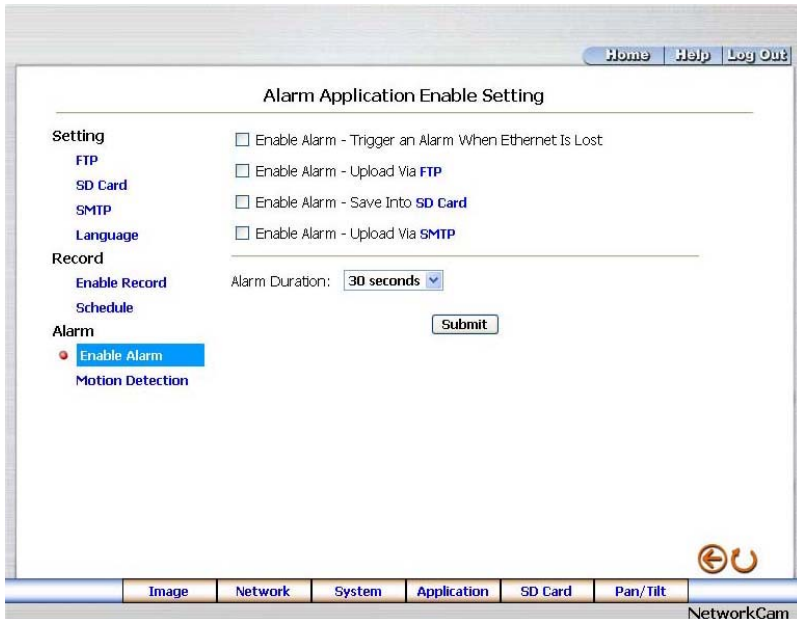 Home Help Log Out
Alarm Application Enable Setting
Setting
FTP
SD Card
SMTP
Language
Record
Enable Record
Schedule
Alarm
Enable Alarm
Motion Detection
Enable Alarm - Trigger an Alarm When Ethernet Is Lost
Enable Alarm - Upload Via FTP
Enable Alarm - Save Into SD Card
Enable Alarm - Upload Via SMTP
Alarm Duration: 30 seconds
Submit
Image Network System Application SD Card Pan/Tilt
NetworkCam